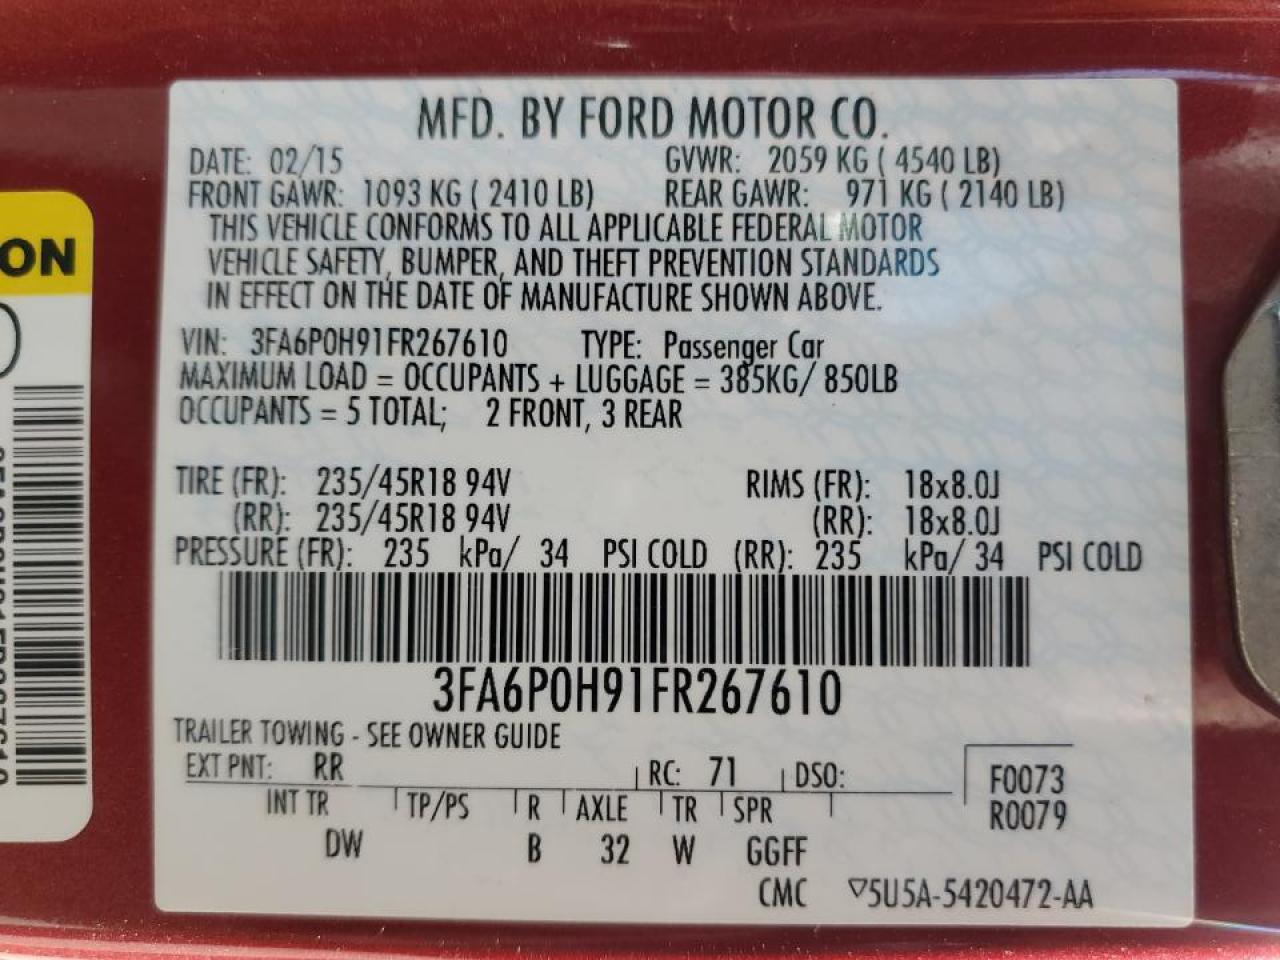 MFD. BY FORD MOTOR CO.
DATE: 02/15 GVWR: 2059 KG ( 4540 LB)
FRONT GAWR: 1093 KG ( 2410 LB) REAR GAWR: 971 KG ( 2140 LB)
THIS VEHICLE CONFORMS TO ALL APPLICABLE FEDERAL MOTOR
VEHICLE SAFETY, BUMPER, AND THEFT PREVENTION STANDARDS
IN EFFECT ON THE DATE OF MANUFACTURE SHOWN ABOVE.
VIN: 3FA6P0H91FR267610 TYPE: Passenger Car
MAXIMUM LOAD = OCCUPANTS + LUGGAGE = 385KG/ 850LB
OCCUPANTS = 5 TOTAL; 2 FRONT, 3 REAR
TIRE (FR): 235/45R18 94V RIMS (FR): 18x8.0J
(RR): 235/45R18 94V (RR): 18x8.0J
PRESSURE (FR): 235 kPa/ 34 PSI COLD (RR): 235 kPa/ 34 PSI COLD
3FA6P0H91FR267610
TRAILER TOWING - SEE OWNER GUIDE
EXT PNT: RR RC: 71 DSO: F0073
INT TR TP/PS R AXLE TR SPR R0079
DW B 32 W GGFF
CMC ▽5U5A-5420472-AA
ON